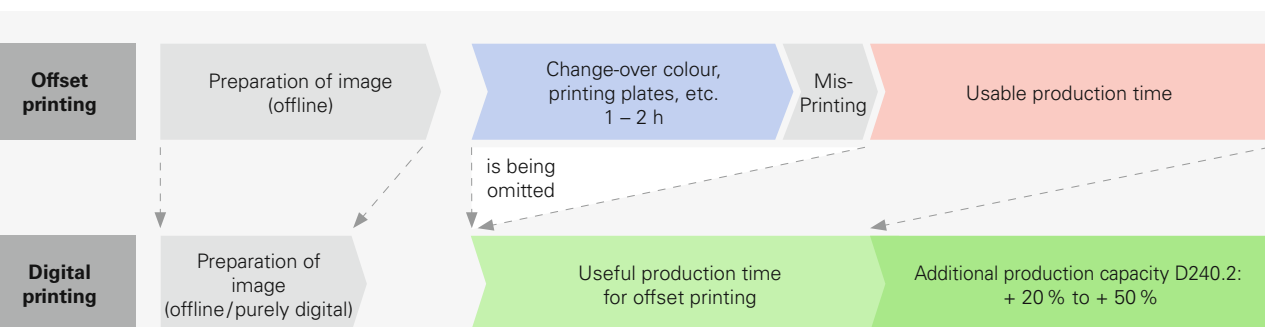 Offset
printing
Preparation of image
(offline)
Change-over colour,
printing plates, etc.
1 – 2 h
Mis-
Printing
Usable production time
is being
omitted
Digital
printing
Preparation of
image
(offline/purely digital)
Useful production time
for offset printing
Additional production capacity D240.2:
+ 20 % to + 50 %